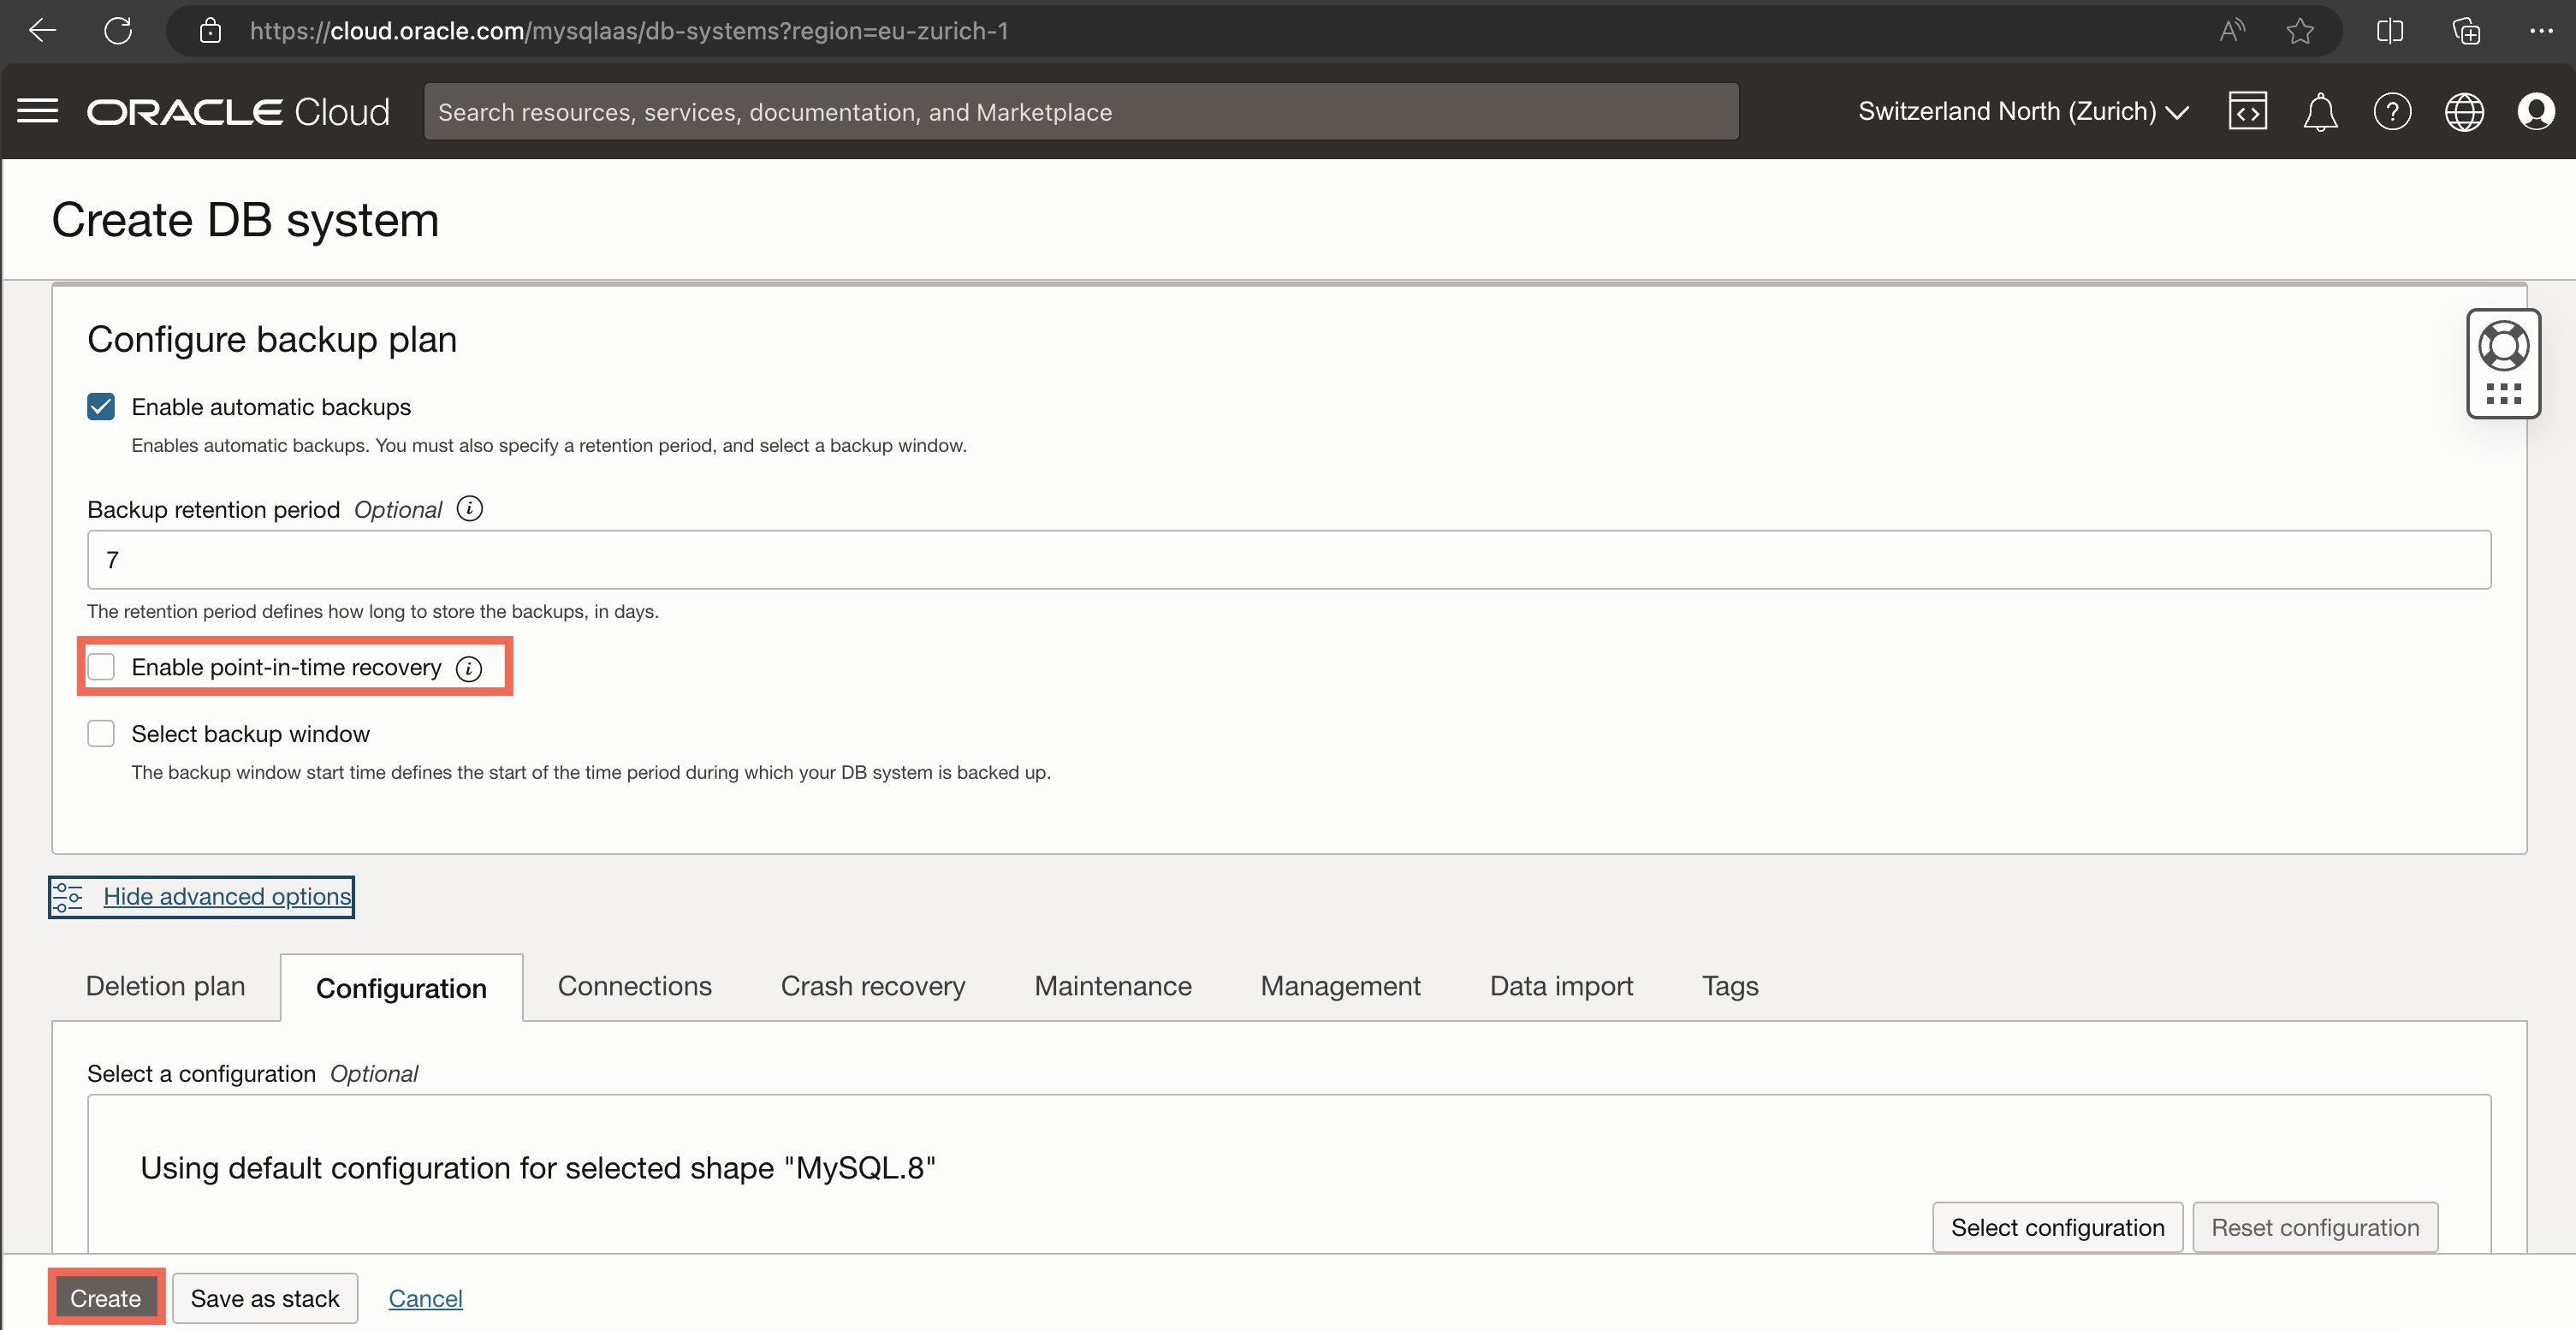 https://cloud.oracle.com/mysqlaas/db-systems?region=eu-zurich-1
ORACLE Cloud
Search resources, services, documentation, and Marketplace
Switzerland North (Zurich)
Create DB system
Configure backup plan
Enable automatic backups
Enables automatic backups. You must also specify a retention period, and select a backup window.
Backup retention period Optional
7
The retention period defines how long to store the backups, in days.
Enable point-in-time recovery
Select backup window
The backup window start time defines the start of the time period during which your DB system is backed up.
Hide advanced options
Deletion plan Configuration Connections Crash recovery Maintenance Management Data import Tags
Select a configuration Optional
Using default configuration for selected shape "MySQL.8"
Select configuration Reset configuration
Create Save as stack Cancel